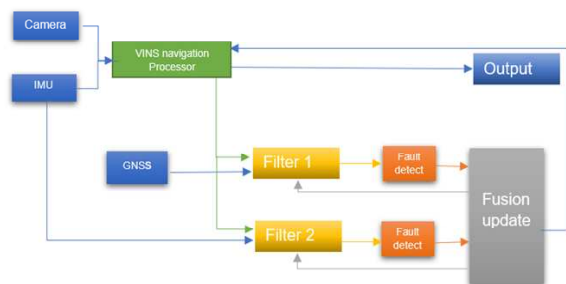 Camera
VINS navigation
Processor
Output
IMU
GNSS
Filter 1
Fault
detect
Fusion
update
Filter 2
Fault
detect